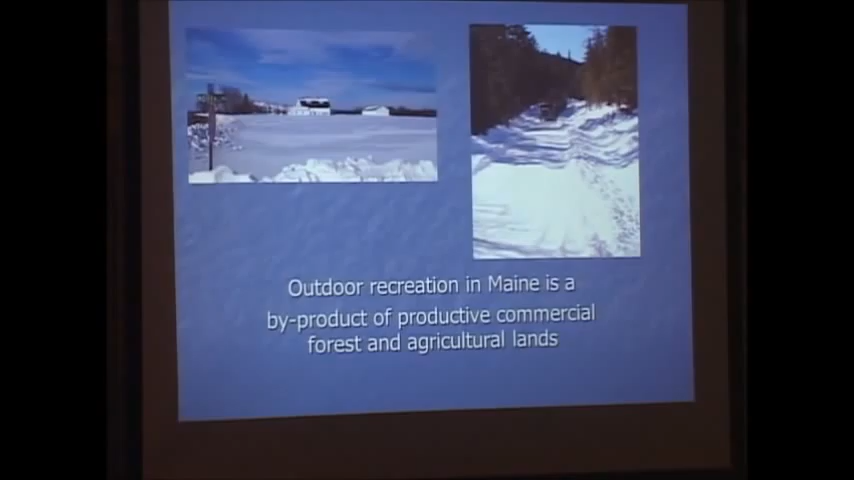 Outdoor recreation in Maine is a
by-product of productive commercial
forest and agricultural lands